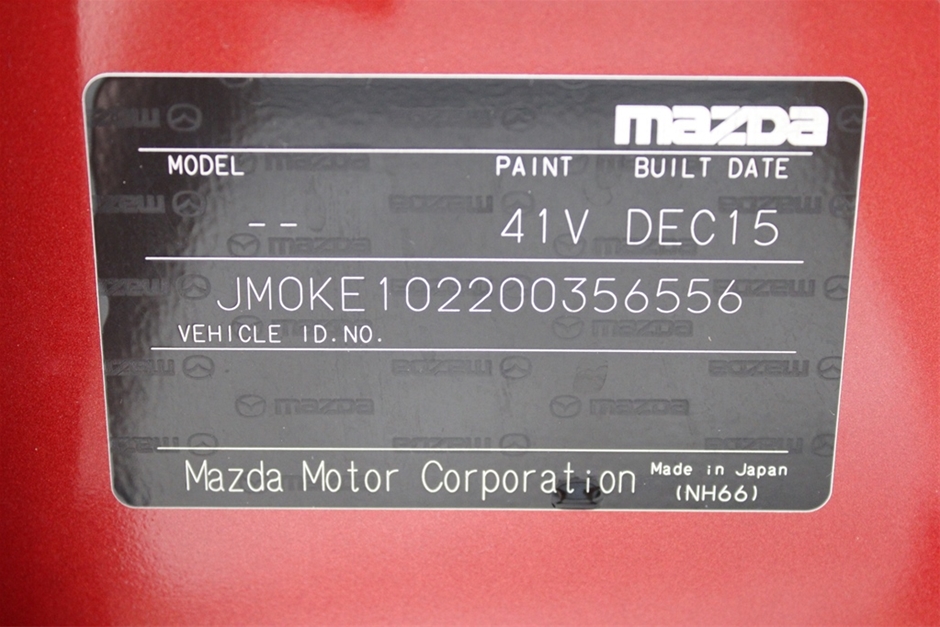 mazda
MODEL PAINT BUILT DATE
-- 41V DEC15
JM0KE102200356556
VEHICLE ID.NO.
Mazda Motor Corporation Made in Japan
(NH66)